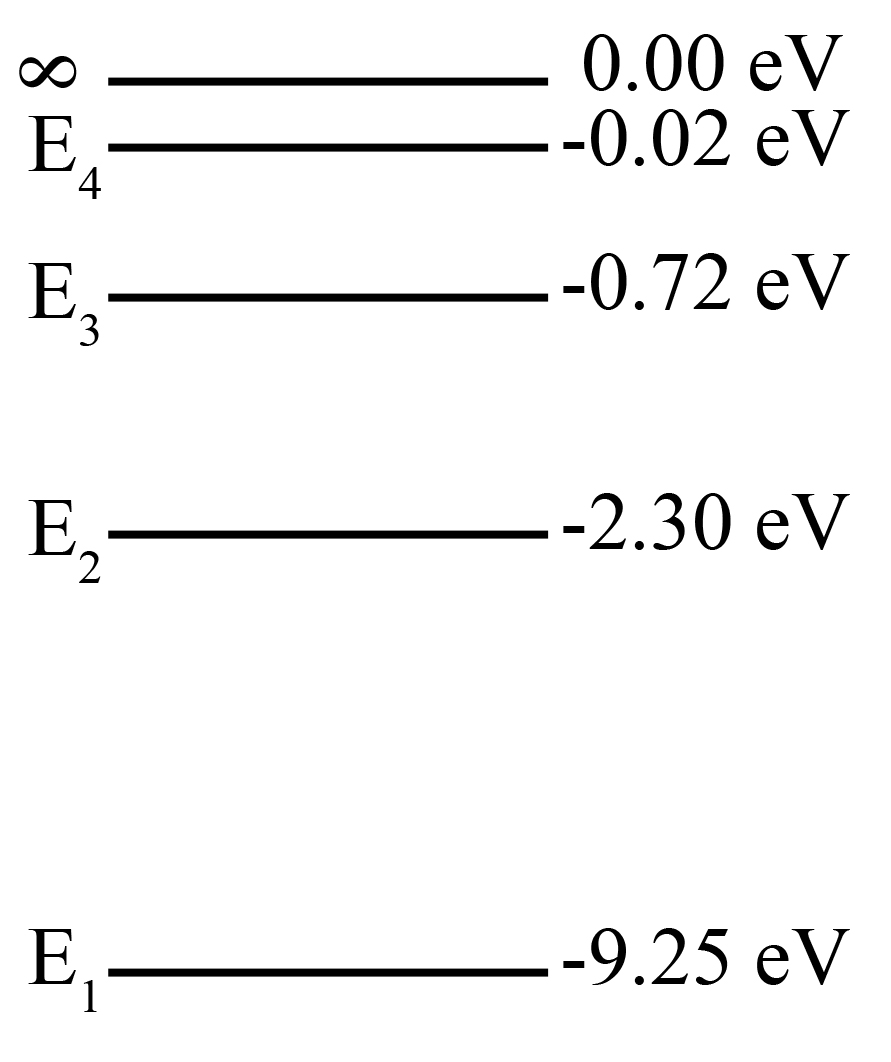 ∞ 0.00 eV
E₄ -0.02 eV
E₃ -0.72 eV
E₂ -2.30 eV
E₁ -9.25 eV